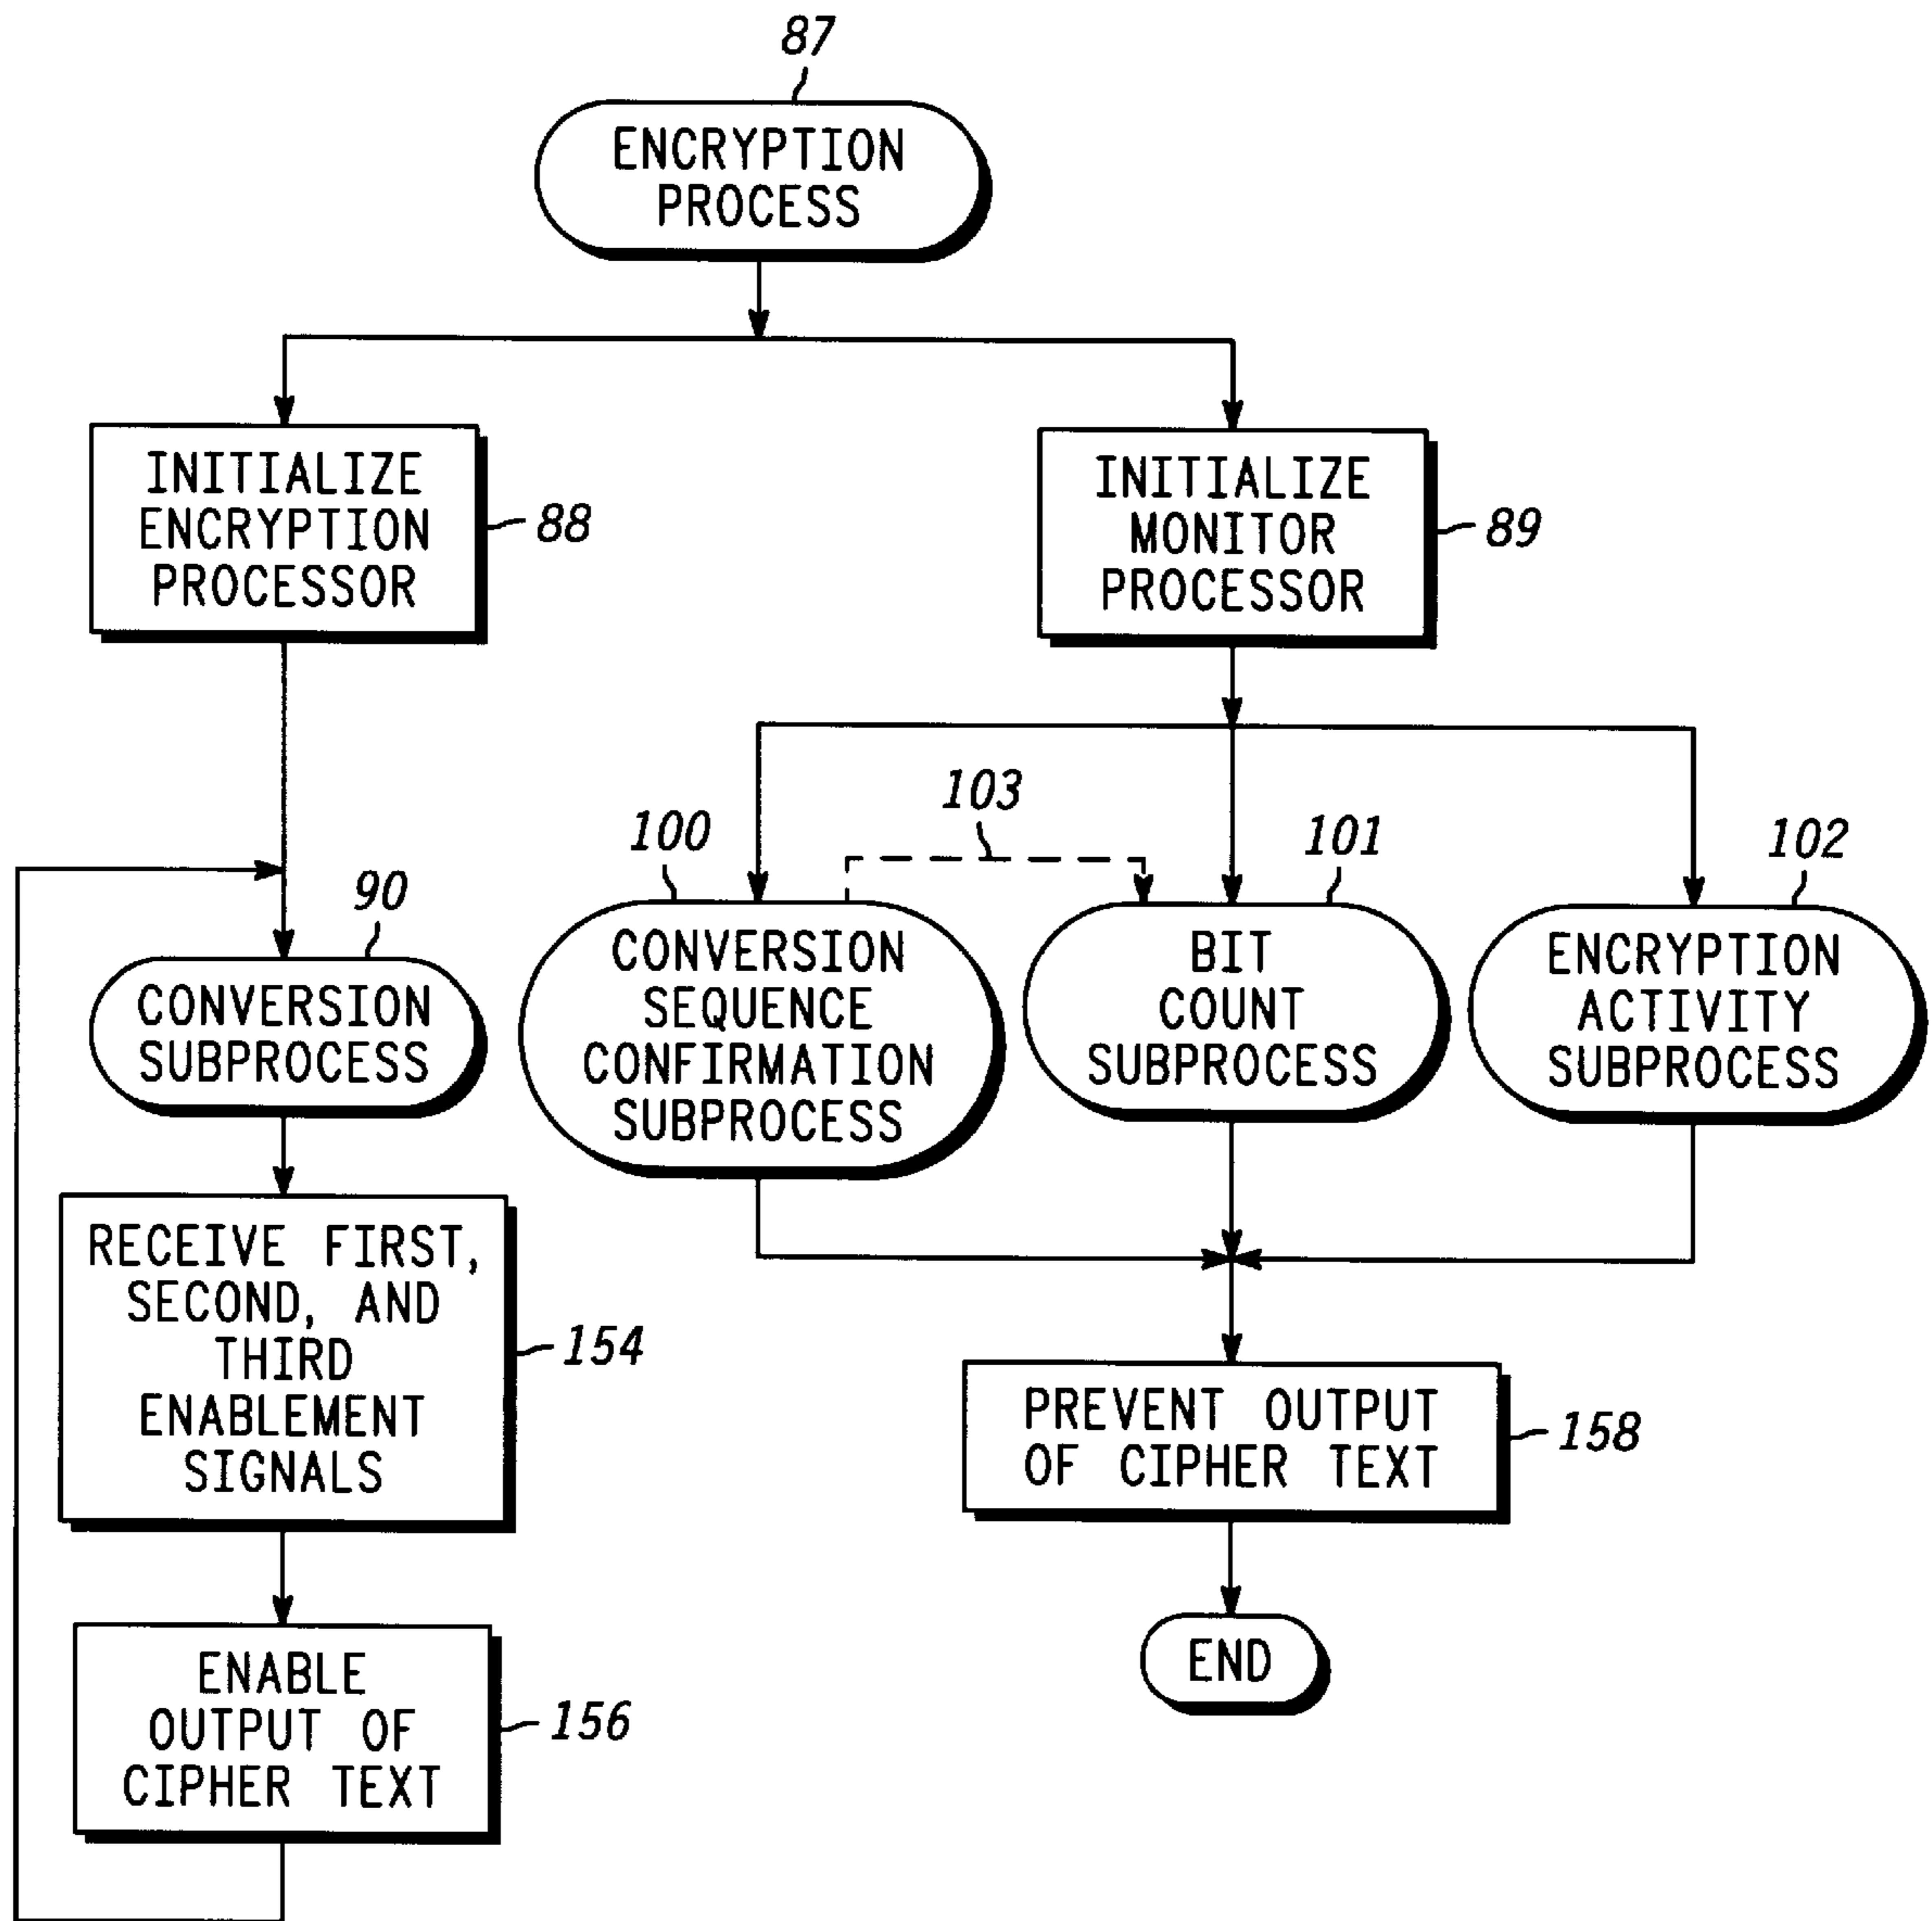 87
ENCRYPTION
PROCESS
INITIALIZE
ENCRYPTION
PROCESSOR
88
INITIALIZE
MONITOR
PROCESSOR
89
103
100
101
102
90
CONVERSION
SUBPROCESS
CONVERSION
SEQUENCE
CONFIRMATION
SUBPROCESS
BIT
COUNT
SUBPROCESS
ENCRYPTION
ACTIVITY
SUBPROCESS
RECEIVE FIRST,
SECOND, AND
THIRD
ENABLEMENT
SIGNALS
154
PREVENT OUTPUT
OF CIPHER TEXT
158
ENABLE
OUTPUT OF
CIPHER TEXT
156
END